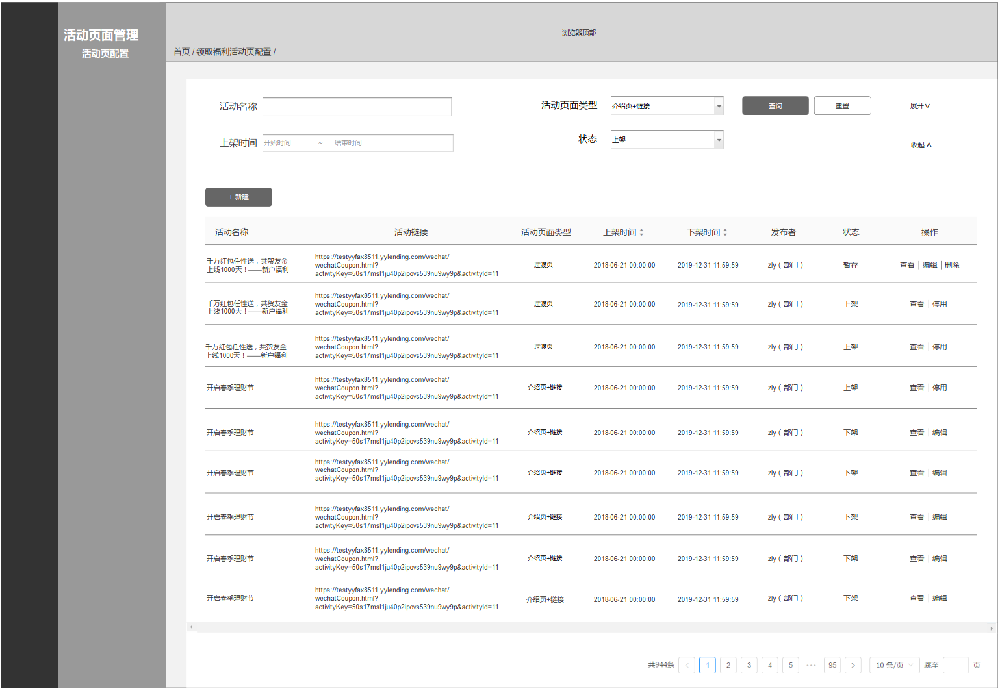 活动页面管理
活动页配置
浏览器顶部
首页 / 领取福利活动页配置 /
活动名称
活动页面类型 介绍页+链接 查询 重置 展开∨
上架时间 开始时间 ~ 结束时间
状态 上架 收起 ∧
+ 新建
活动名称 活动链接 活动页面类型 上架时间 下架时间 发布者 状态 操作
千万红包任性送，共贺友金
上线1000天！——新户福利
https://testyyfax8511.yylending.com/wechat/
wechatCoupon.html?
activityKey=50s17msl1ju40p2ipovs539nu9wy9p&activityId=11
过渡页 2018-06-21 00:00:00 2019-12-31 11:59:59 zly（部门） 暂存 查看 | 编辑 | 删除
千万红包任性送，共贺友金
上线1000天！——新户福利
https://testyyfax8511.yylending.com/wechat/
wechatCoupon.html?
activityKey=50s17msl1ju40p2ipovs539nu9wy9p&activityId=11
过渡页 2018-06-21 00:00:00 2019-12-31 11:59:59 zly（部门） 上架 查看 | 停用
千万红包任性送，共贺友金
上线1000天！——新户福利
https://testyyfax8511.yylending.com/wechat/
wechatCoupon.html?
activityKey=50s17msl1ju40p2ipovs539nu9wy9p&activityId=11
过渡页 2018-06-21 00:00:00 2019-12-31 11:59:59 zly（部门） 上架 查看 | 停用
开启春季理财节
https://testyyfax8511.yylending.com/wechat/
wechatCoupon.html?
activityKey=50s17msl1ju40p2ipovs539nu9wy9p&activityId=11
介绍页+链接 2018-06-21 00:00:00 2019-12-31 11:59:59 zly（部门） 上架 查看 | 停用
开启春季理财节
https://testyyfax8511.yylending.com/wechat/
wechatCoupon.html?
activityKey=50s17msl1ju40p2ipovs539nu9wy9p&activityId=11
介绍页+链接 2018-06-21 00:00:00 2019-12-31 11:59:59 zly（部门） 下架 查看 | 编辑
开启春季理财节
https://testyyfax8511.yylending.com/wechat/
wechatCoupon.html?
activityKey=50s17msl1ju40p2ipovs539nu9wy9p&activityId=11
介绍页+链接 2018-06-21 00:00:00 2019-12-31 11:59:59 zly（部门） 下架 查看 | 编辑
开启春季理财节
https://testyyfax8511.yylending.com/wechat/
wechatCoupon.html?
activityKey=50s17msl1ju40p2ipovs539nu9wy9p&activityId=11
介绍页+链接 2018-06-21 00:00:00 2019-12-31 11:59:59 zly（部门） 下架 查看 | 编辑
开启春季理财节
https://testyyfax8511.yylending.com/wechat/
wechatCoupon.html?
activityKey=50s17msl1ju40p2ipovs539nu9wy9p&activityId=11
介绍页+链接 2018-06-21 00:00:00 2019-12-31 11:59:59 zly（部门） 下架 查看 | 编辑
开启春季理财节
https://testyyfax8511.yylending.com/wechat/
wechatCoupon.html?
activityKey=50s17msl1ju40p2ipovs539nu9wy9p&activityId=11
介绍页+链接 2018-06-21 00:00:00 2019-12-31 11:59:59 zly（部门） 下架 查看 | 编辑
共944条 < 1 2 3 4 5 ••• 95 > 10 条/页 跳至 页